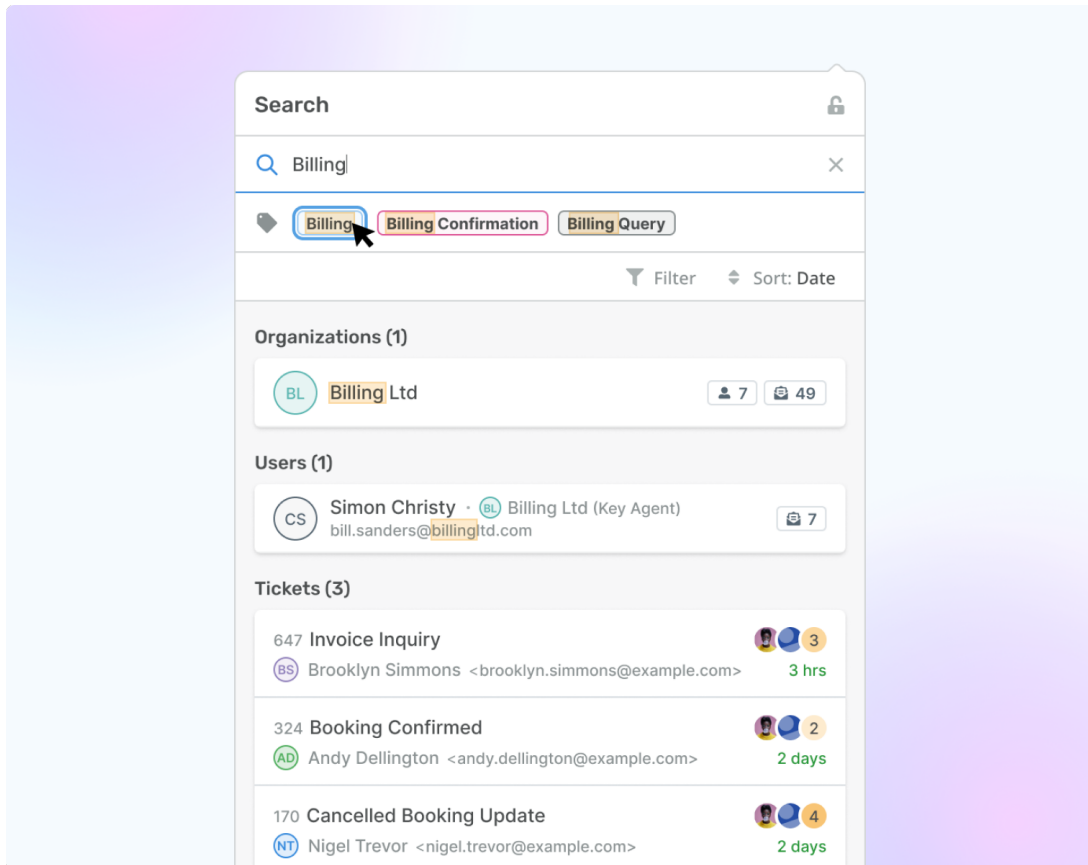 Search
Billing
Billing Billing Confirmation Billing Query
Filter Sort: Date
Organizations (1)
BL Billing Ltd 7 49
Users (1)
CS Simon Christy · BL Billing Ltd (Key Agent) 7
bill.sanders@billingltd.com
Tickets (3)
647 Invoice Inquiry 3
BS Brooklyn Simmons <brooklyn.simmons@example.com> 3 hrs
324 Booking Confirmed 2
AD Andy Dellington <andy.dellington@example.com> 2 days
170 Cancelled Booking Update 4
NT Nigel Trevor <nigel.trevor@example.com> 2 days